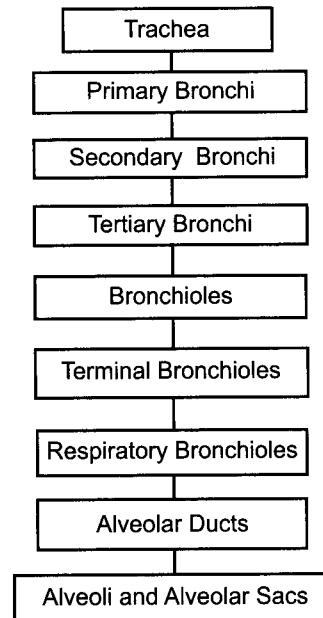 Trachea
Primary Bronchi
Secondary Bronchi
Tertiary Bronchi
Bronchioles
Terminal Bronchioles
Respiratory Bronchioles
Alveolar Ducts
Alveoli and Alveolar Sacs